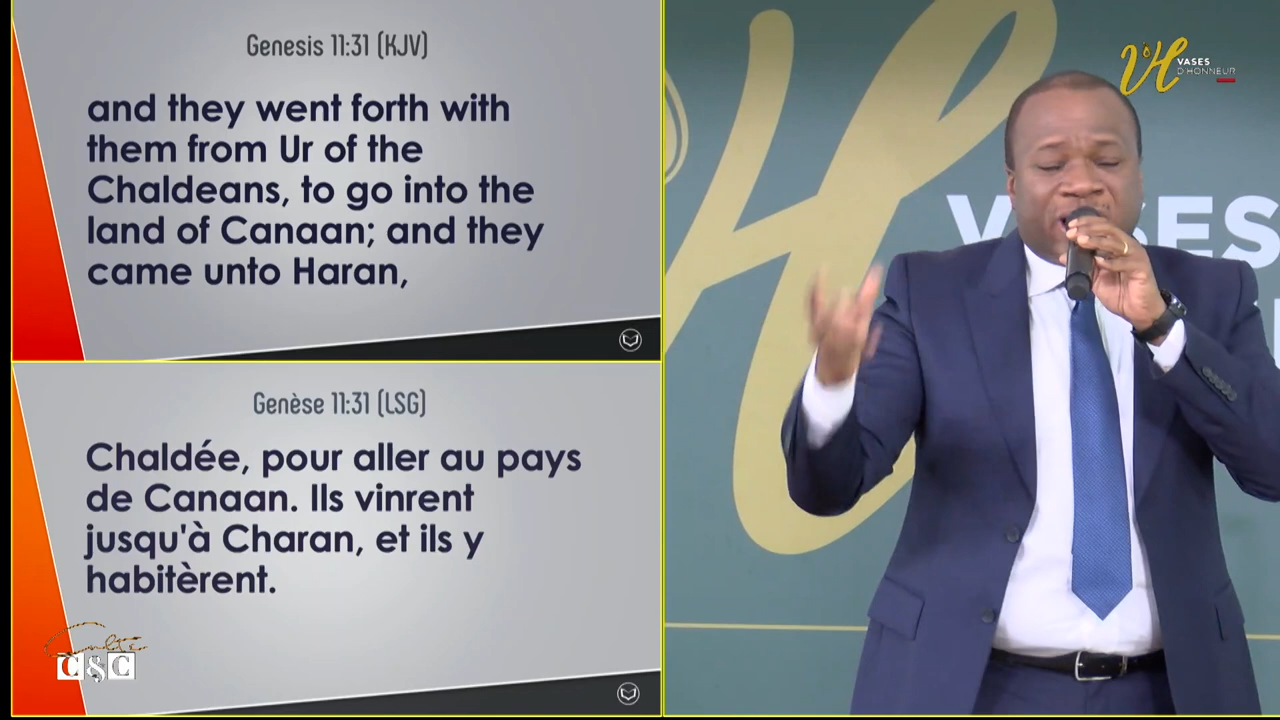 Genesis 11:31 (KJV)
and they went forth with
them from Ur of the
Chaldeans, to go into the
land of Canaan; and they
came unto Haran,
Genèse 11:31 (LSG)
Chaldée, pour aller au pays
de Canaan. Ils vinrent
jusqu'à Charan, et ils y
habitèrent.
Culte
C&C
VH VASES
D'HONNEUR
VASES